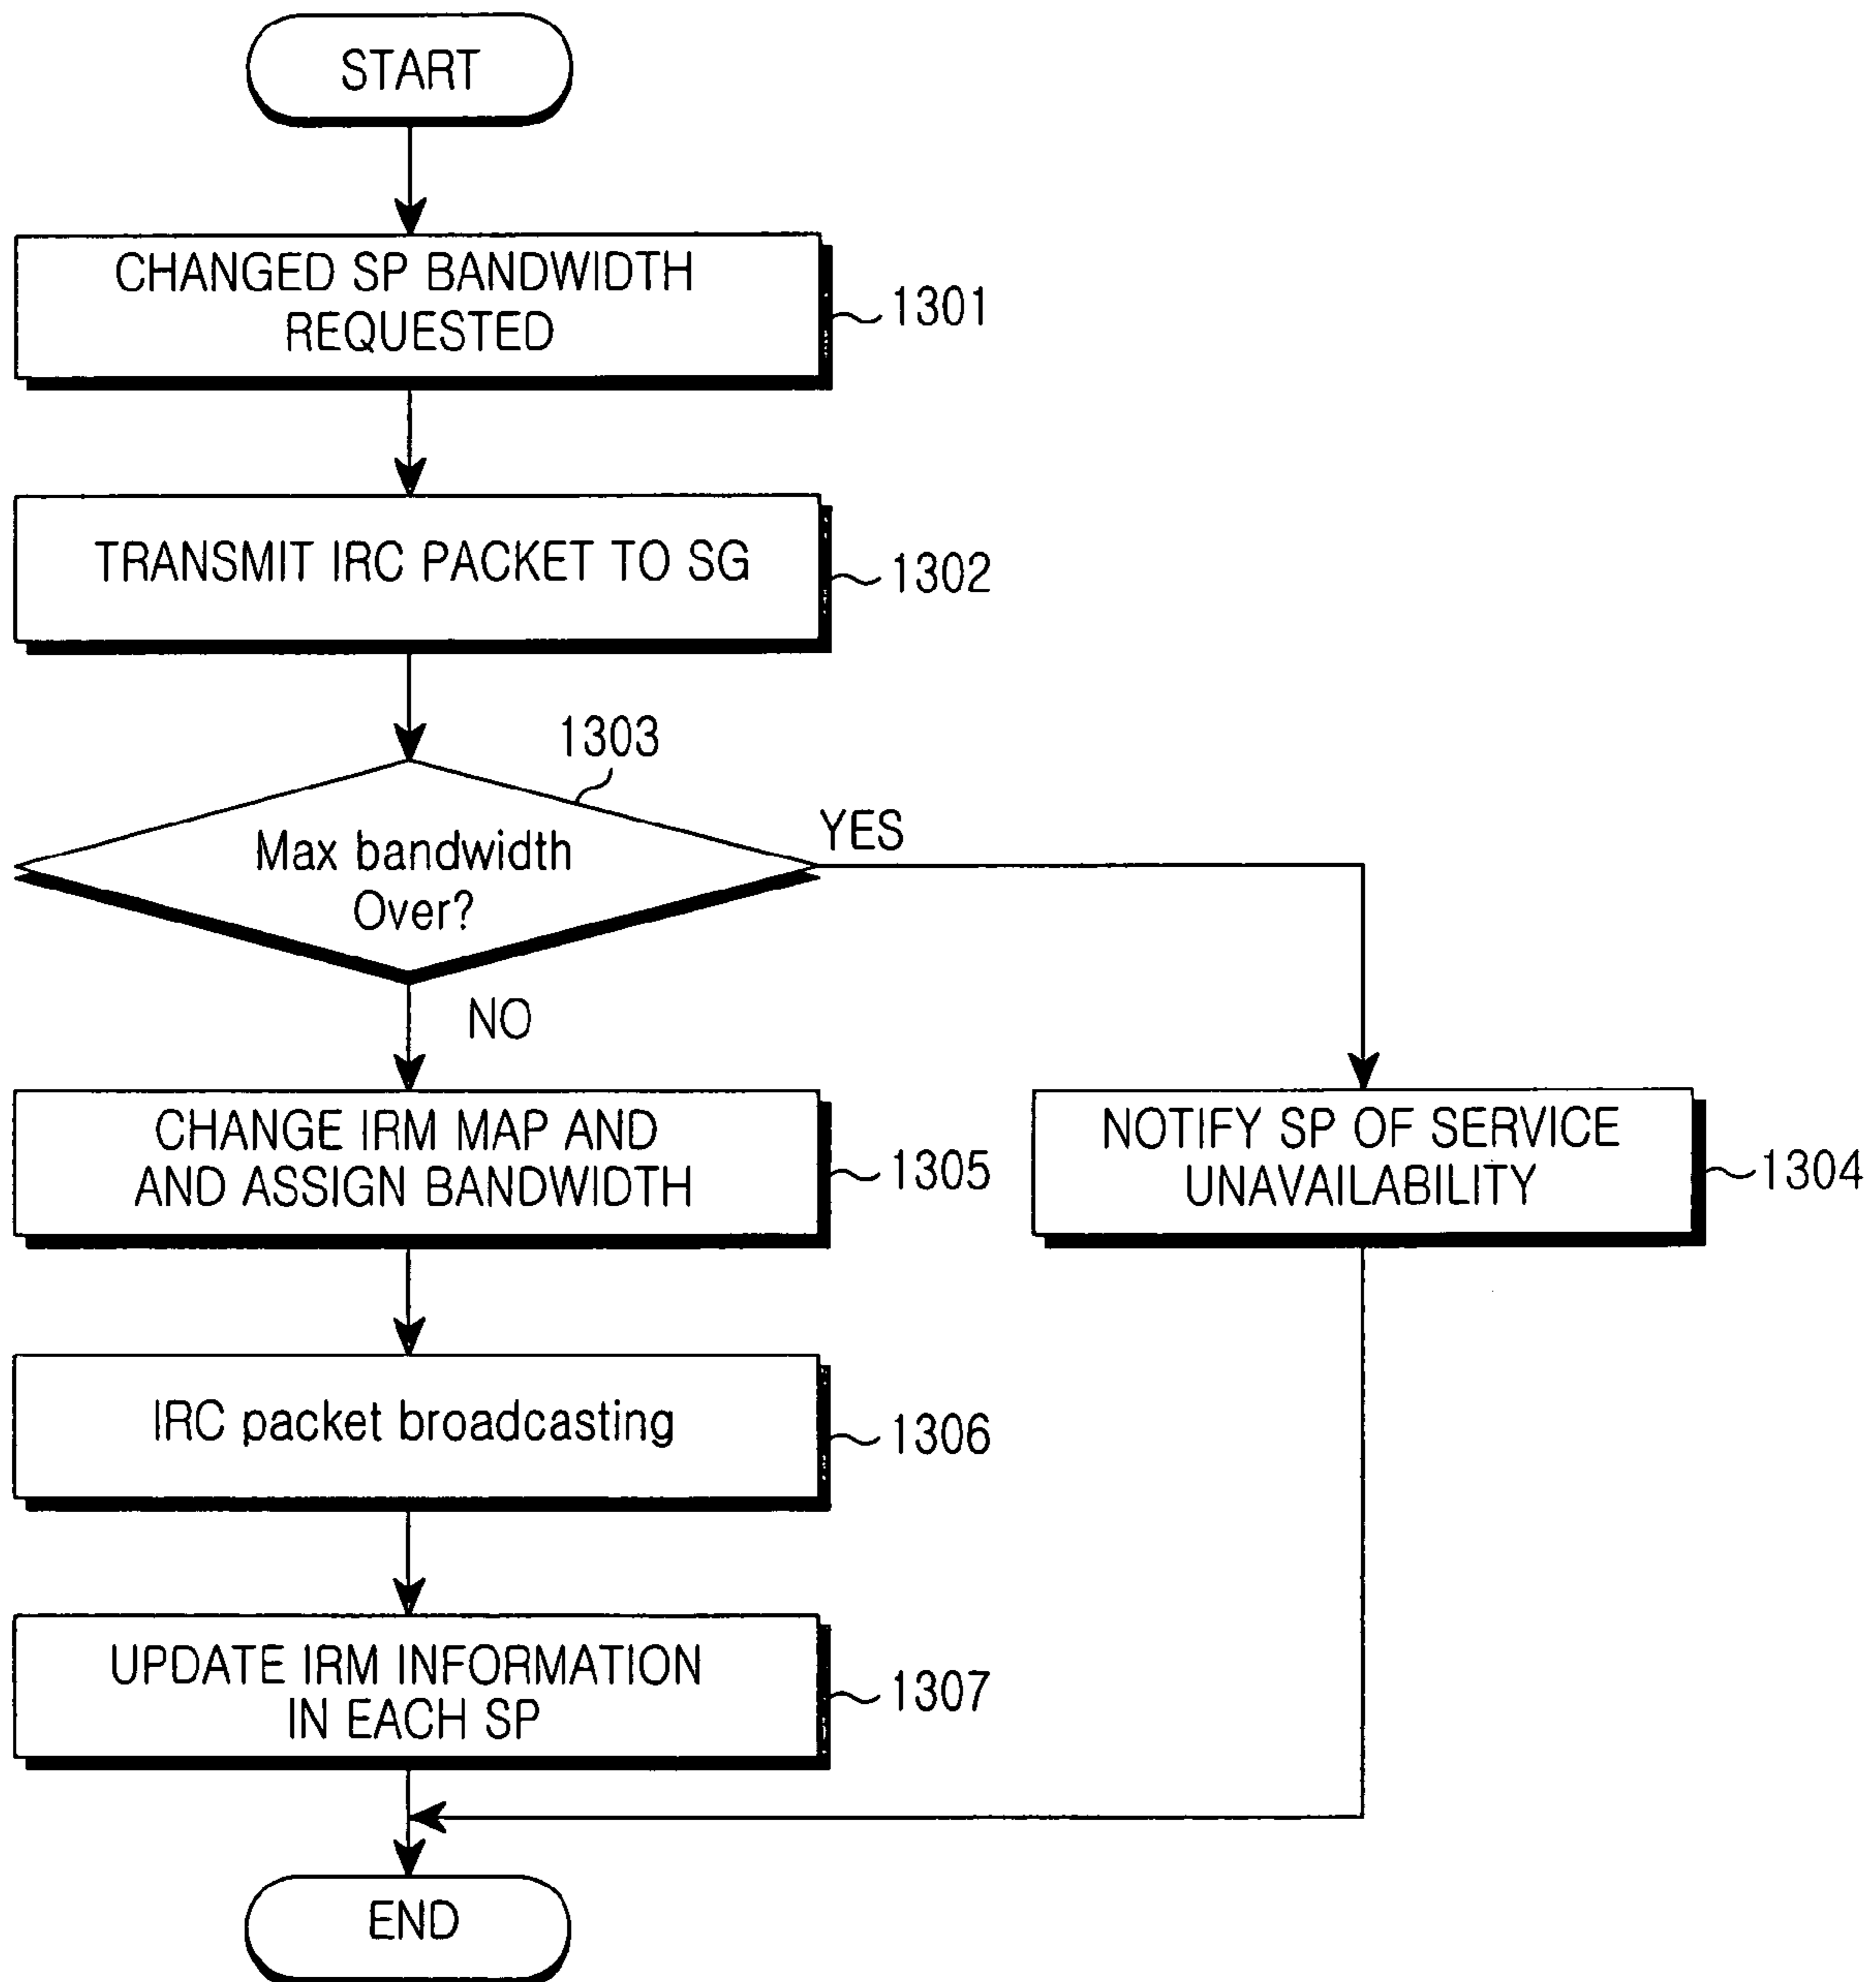 START
CHANGED SP BANDWIDTH
REQUESTED
1301
TRANSMIT IRC PACKET TO SG
1302
1303
Max bandwidth
Over?
YES
NO
CHANGE IRM MAP AND
AND ASSIGN BANDWIDTH
1305
NOTIFY SP OF SERVICE
UNAVAILABILITY
1304
IRC packet broadcasting
1306
UPDATE IRM INFORMATION
IN EACH SP
1307
END